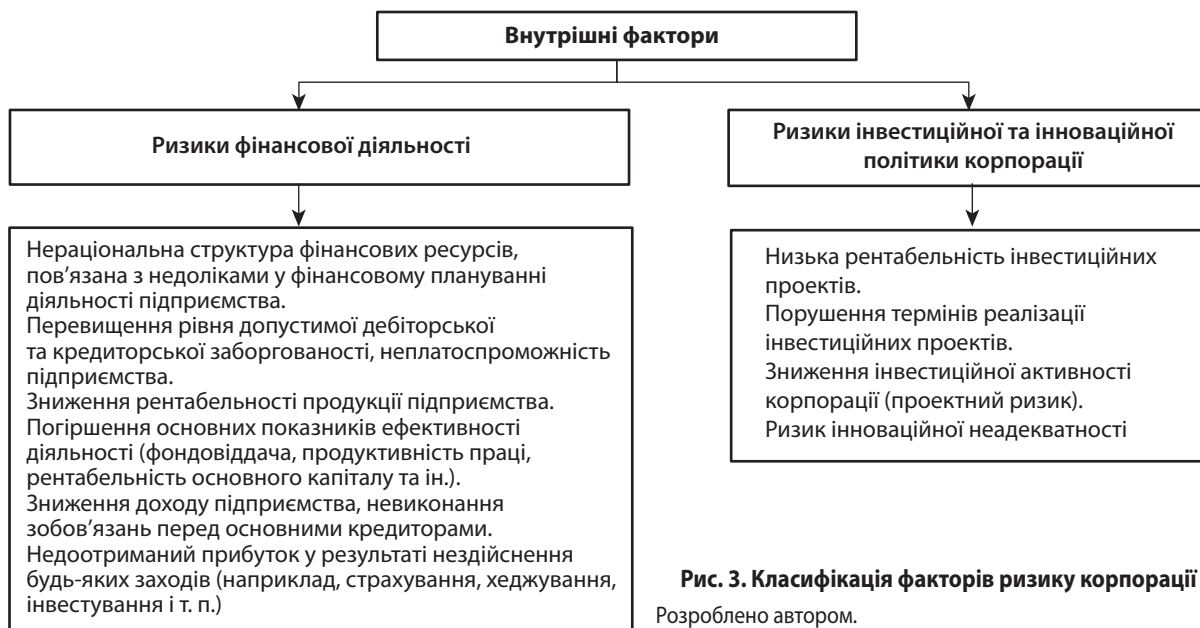 Внутрішні фактори
Ризики фінансової діяльності
Ризики інвестиційної та інноваційної
політики корпорації
Нераціональна структура фінансових ресурсів,
пов’язана з недоліками у фінансовому плануванні
діяльності підприємства.
Перевищення рівня допустимої дебіторської
та кредиторської заборгованості, неплатоспроможність
підприємства.
Зниження рентабельності продукції підприємства.
Погіршення основних показників ефективності
діяльності (фондовіддача, продуктивність праці,
рентабельність основного капіталу та ін.).
Зниження доходу підприємства, невиконання
зобов’язань перед основними кредиторами.
Недоотриманий прибуток у результаті нездійснення
будь-яких заходів (наприклад, страхування, хеджування,
інвестування і т. п.)
Низька рентабельність інвестиційних
проектів.
Порушення термінів реалізації
інвестиційних проектів.
Зниження інвестиційної активності
корпорації (проектний ризик).
Ризик інноваційної неадекватності
Рис. 3. Класифікація факторів ризику корпорації
Розроблено автором.